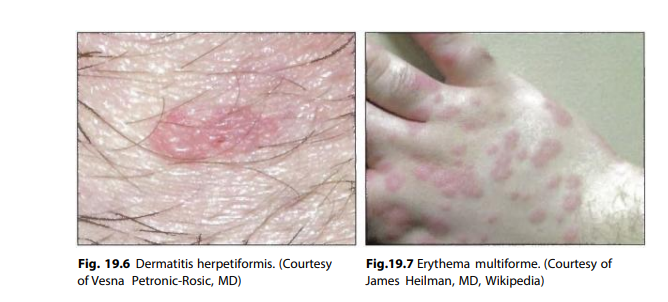 Fig. 19.6 Dermatitis herpetiformis. (Courtesy
of Vesna Petronic-Rosic, MD)
Fig.19.7 Erythema multiforme. (Courtesy of
James Heilman, MD, Wikipedia)